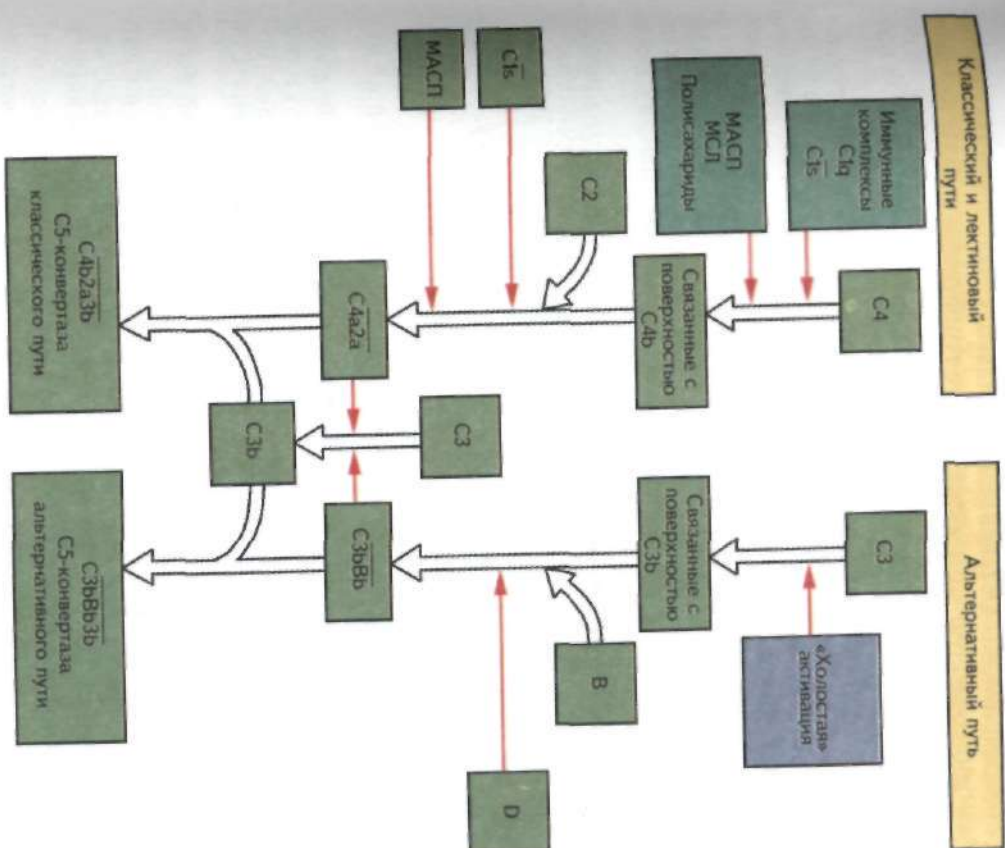 Классический и лектиновый
пути
Альтернативный путь
Иммунные
комплексы
C1q
C1s
МАСП
МСЛ
Полисахариды
C4
C3
«Холостая»
активация
Связанные с
поверхностью
C4b
Связанные с
поверхностью
C3b
C2
B
C1s
МАСП
D
C4a2a
C3
C3bBb
C3b
C4b2a3b
C5-конвертаза
классического пути
C3bBb3b
C5-конвертаза
альтернативного пути